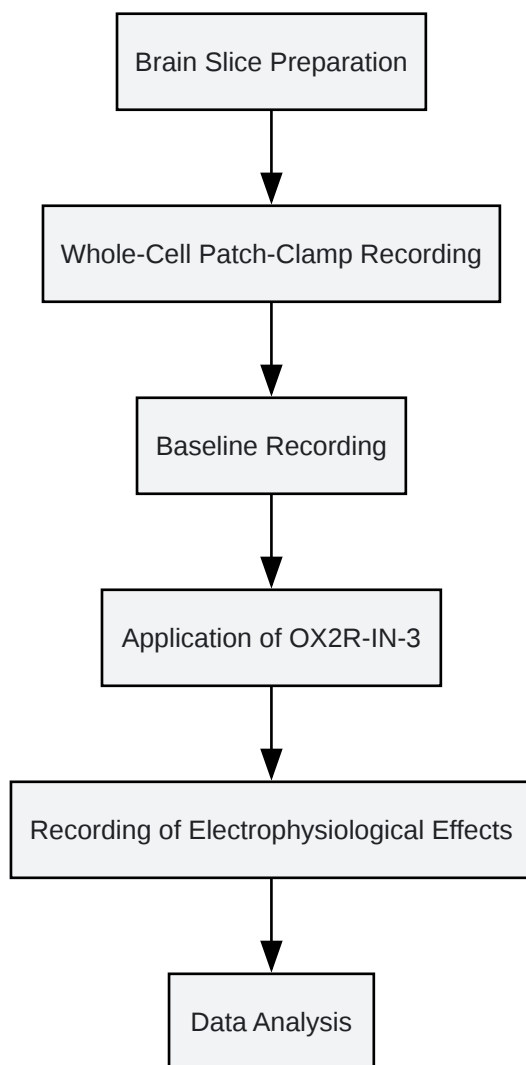 Brain Slice Preparation
Whole-Cell Patch-Clamp Recording
Baseline Recording
Application of OX2R-IN-3
Recording of Electrophysiological Effects
Data Analysis